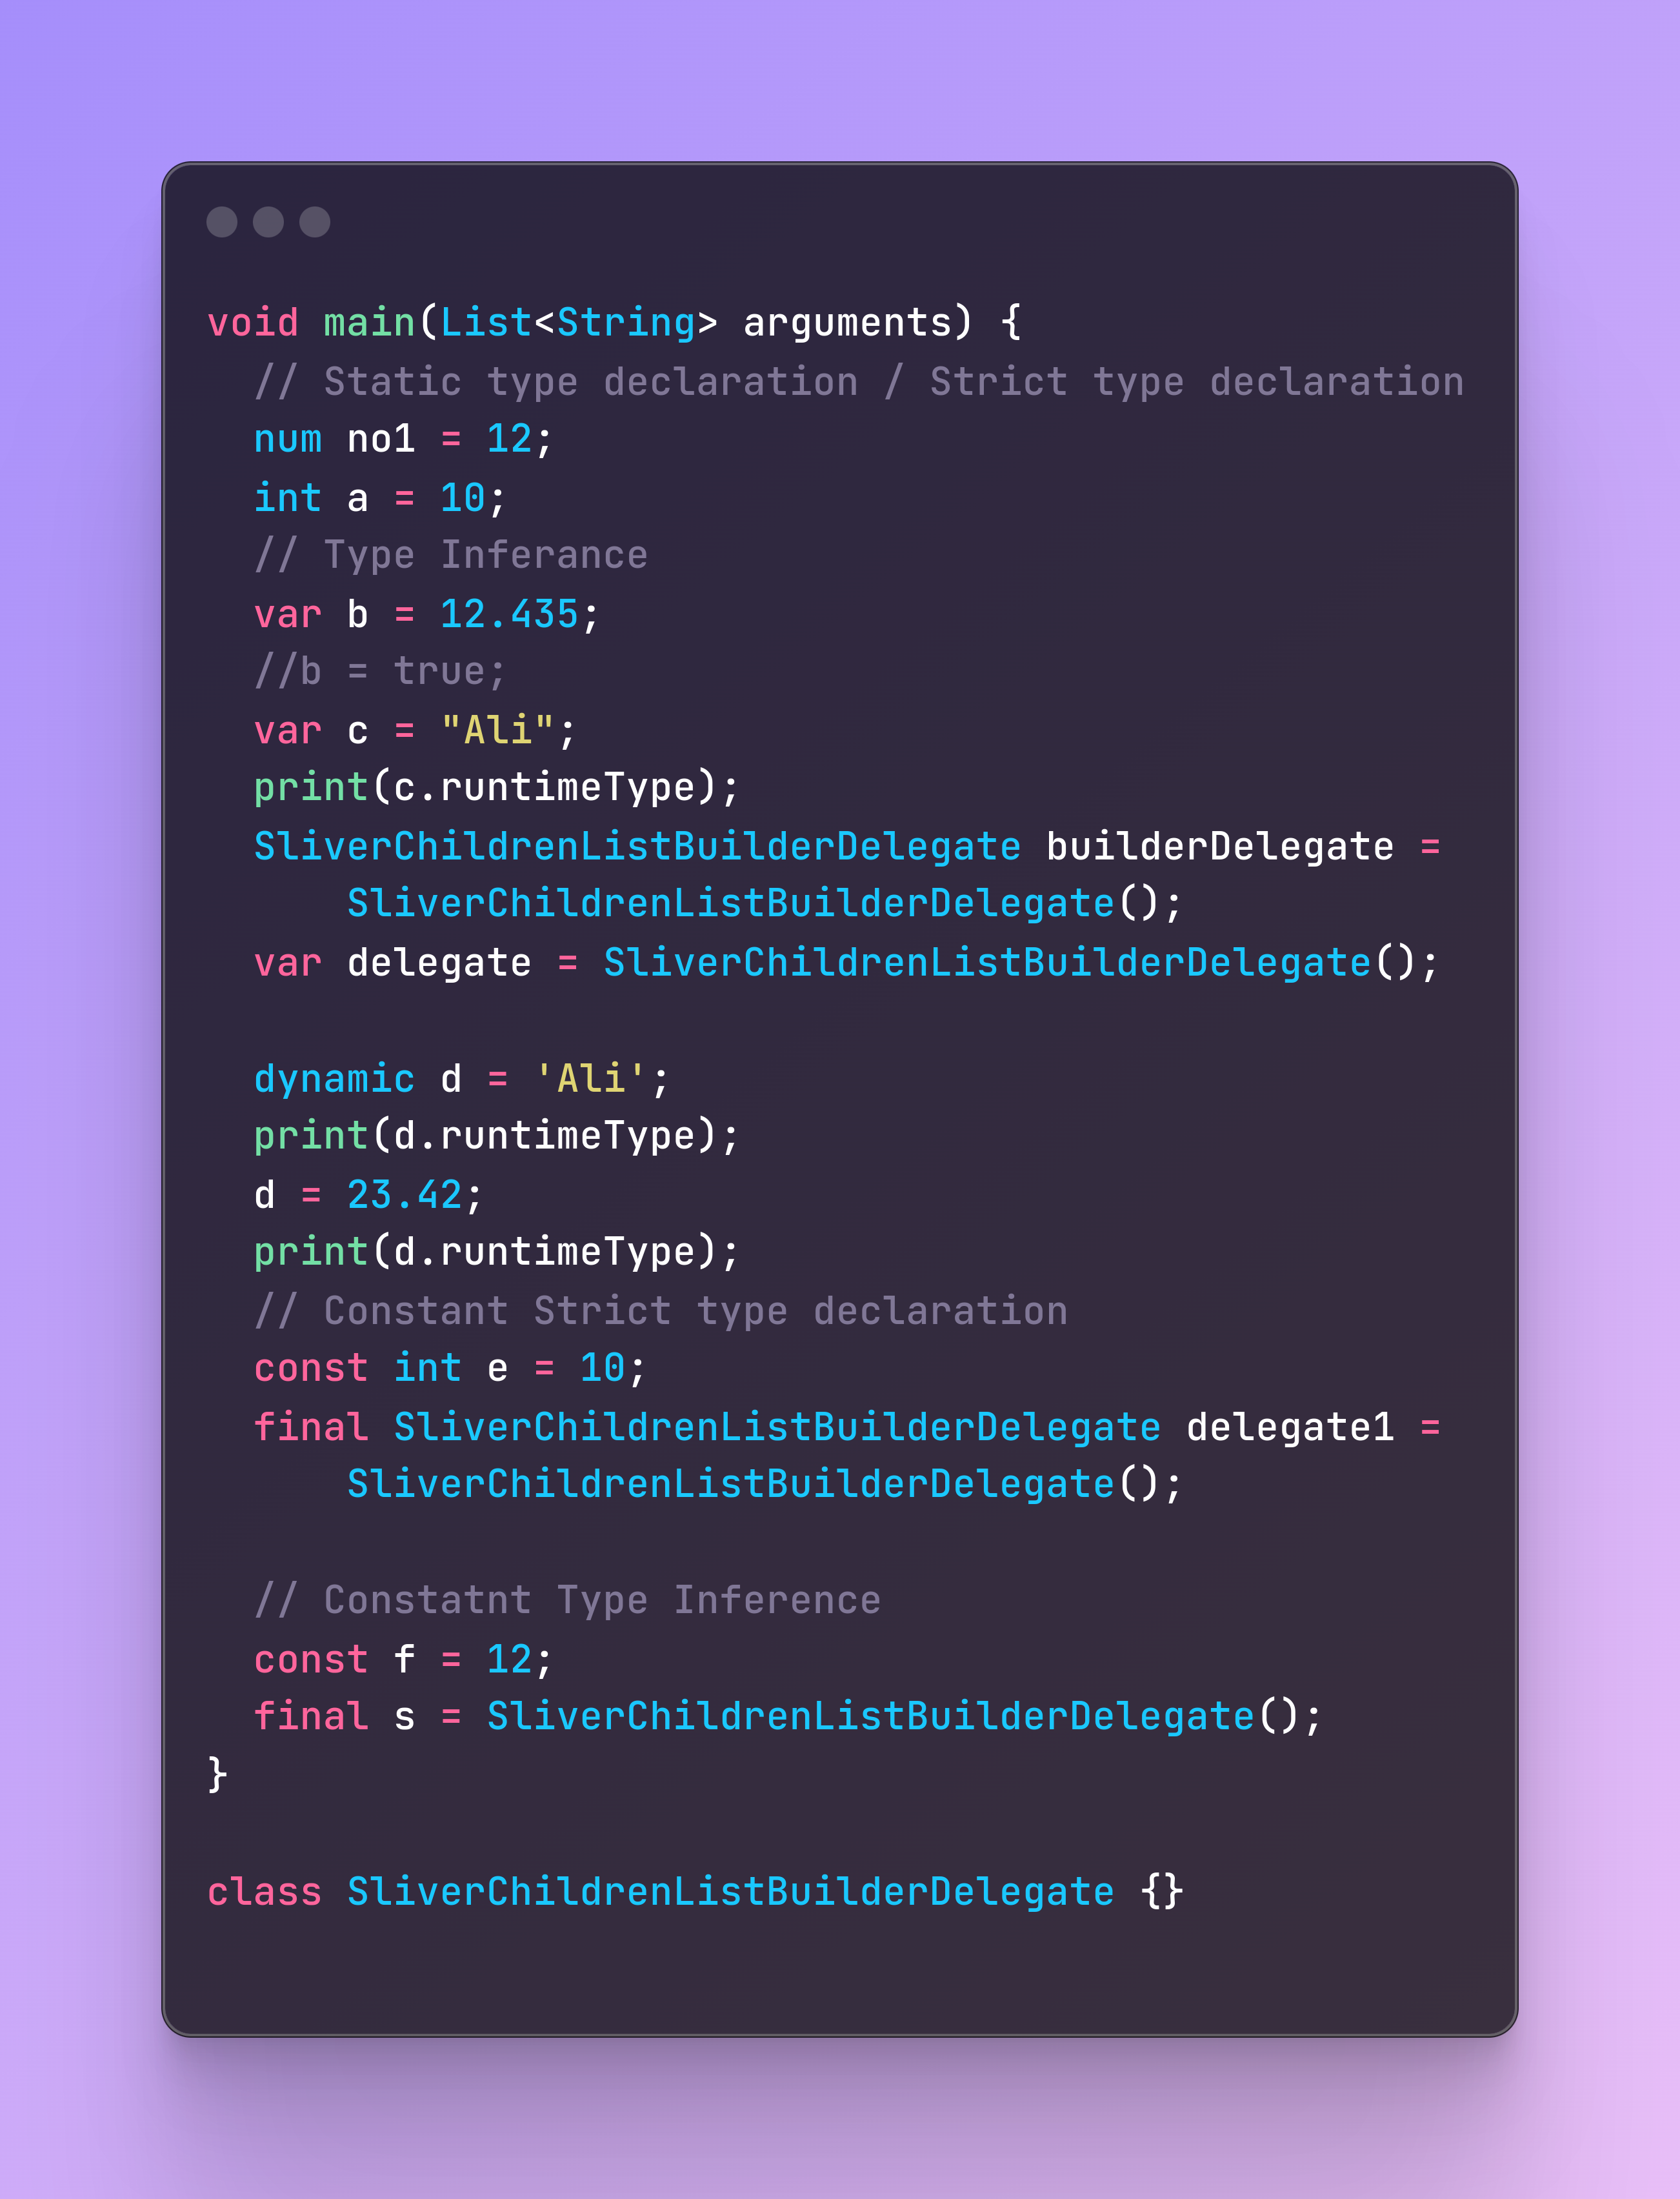 void main(List<String> arguments) {
  // Static type declaration / Strict type declaration
  num no1 = 12;
  int a = 10;
  // Type Inferance
  var b = 12.435;
  //b = true;
  var c = "Ali";
  print(c.runtimeType);
  SliverChildrenListBuilderDelegate builderDelegate =
      SliverChildrenListBuilderDelegate();
  var delegate = SliverChildrenListBuilderDelegate();

  dynamic d = 'Ali';
  print(d.runtimeType);
  d = 23.42;
  print(d.runtimeType);
  // Constant Strict type declaration
  const int e = 10;
  final SliverChildrenListBuilderDelegate delegate1 =
      SliverChildrenListBuilderDelegate();

  // Constatnt Type Inference
  const f = 12;
  final s = SliverChildrenListBuilderDelegate();
}

class SliverChildrenListBuilderDelegate {}